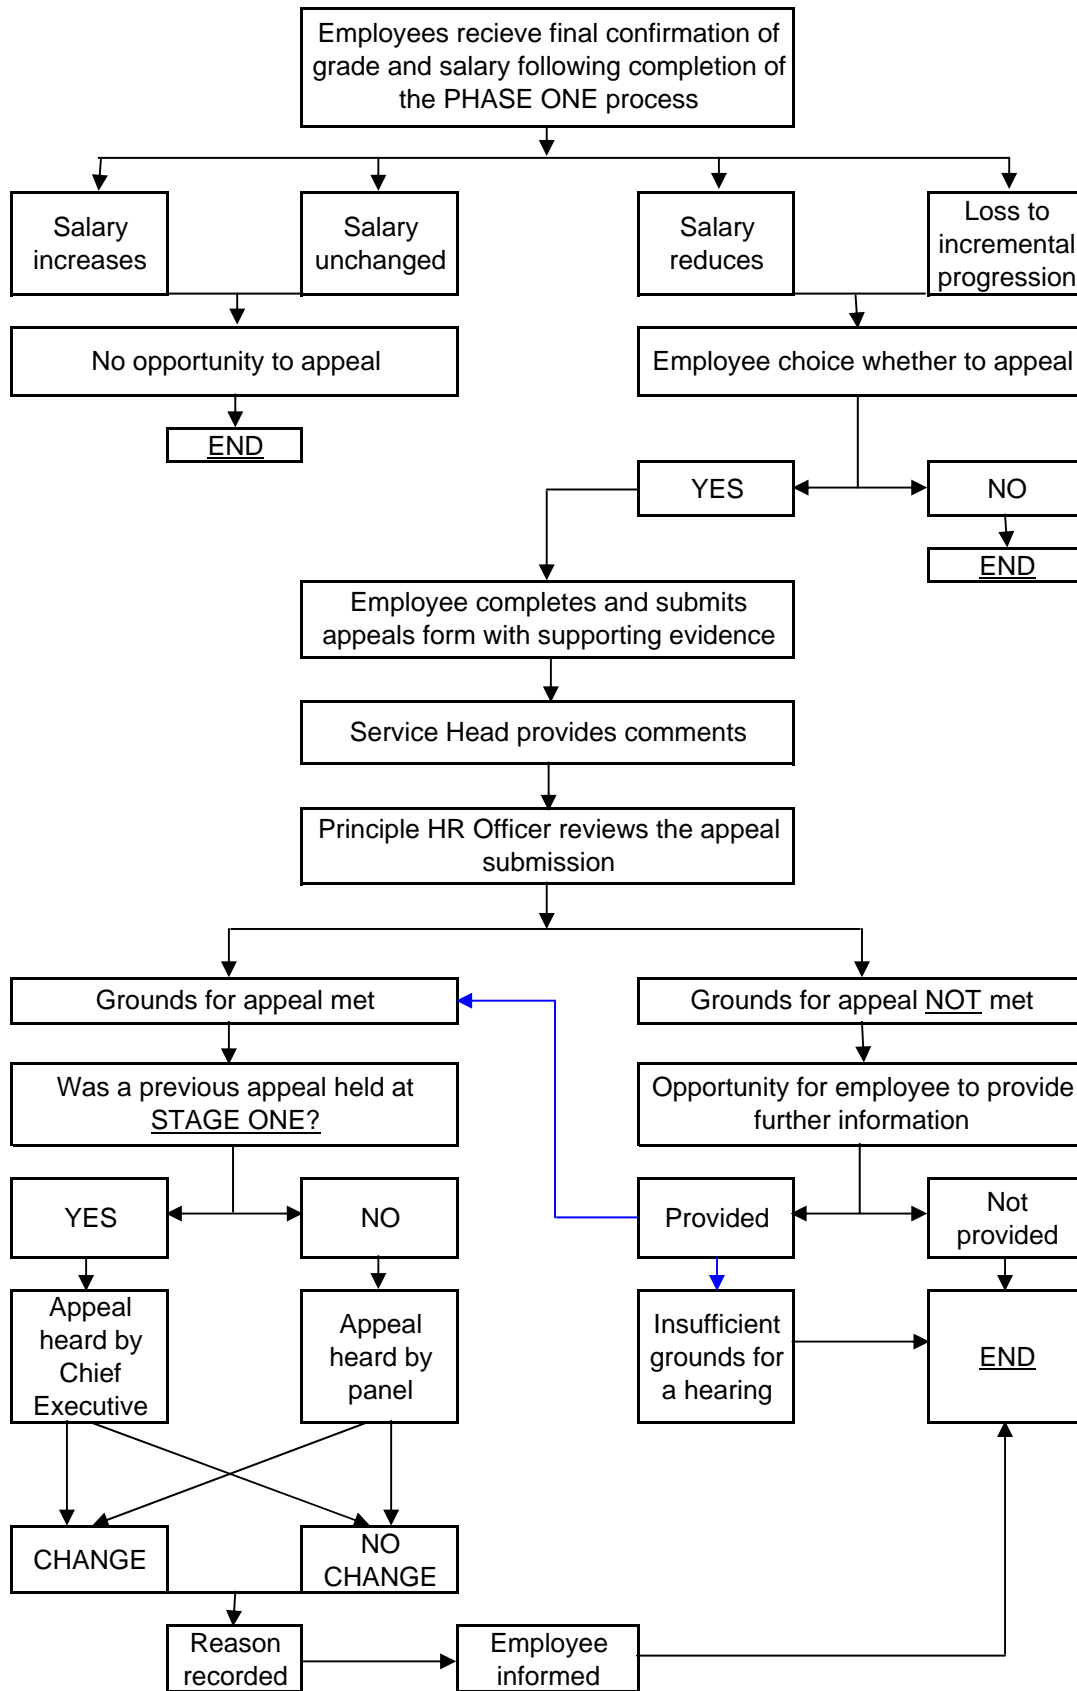 Employees recieve final confirmation of
grade and salary following completion of
the PHASE ONE process
Salary
increases
Salary
unchanged
Salary
reduces
Loss to
incremental
progression
No opportunity to appeal
Employee choice whether to appeal
END
YES
NO
END
Employee completes and submits
appeals form with supporting evidence
Service Head provides comments
Principle HR Officer reviews the appeal
submission
Grounds for appeal met
Grounds for appeal NOT met
Was a previous appeal held at
STAGE ONE?
Opportunity for employee to provide
further information
YES
NO
Provided
Not
provided
Appeal
heard by
Chief
Executive
Appeal
heard by
panel
Insufficient
grounds for
a hearing
END
CHANGE
NO
CHANGE
Reason
recorded
Employee
informed